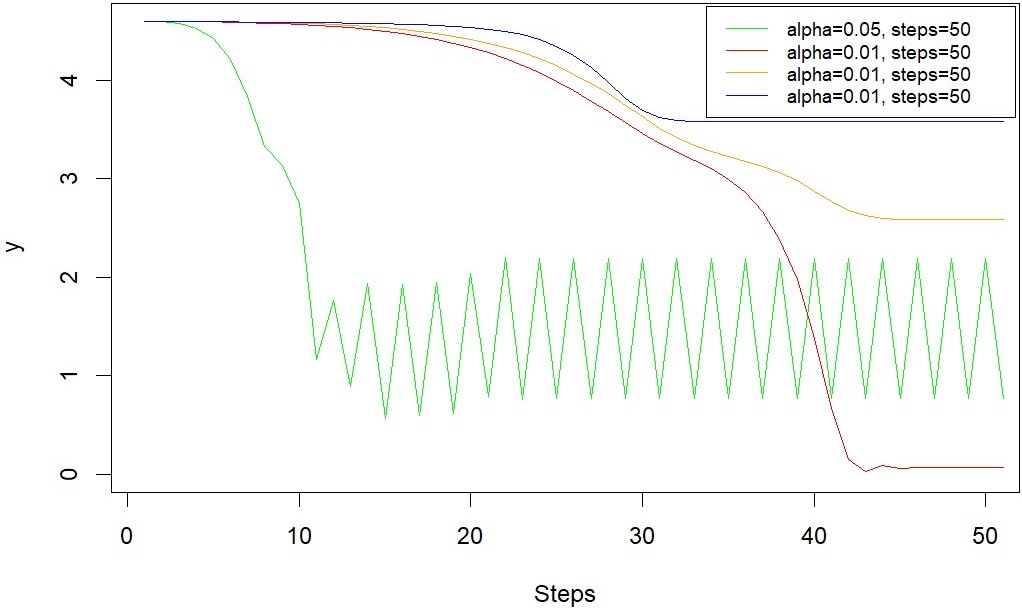 alpha=0.05, steps=50
alpha=0.01, steps=50
alpha=0.01, steps=50
alpha=0.01, steps=50
4
3
2
1
0
y
0 10 20 30 40 50
Steps